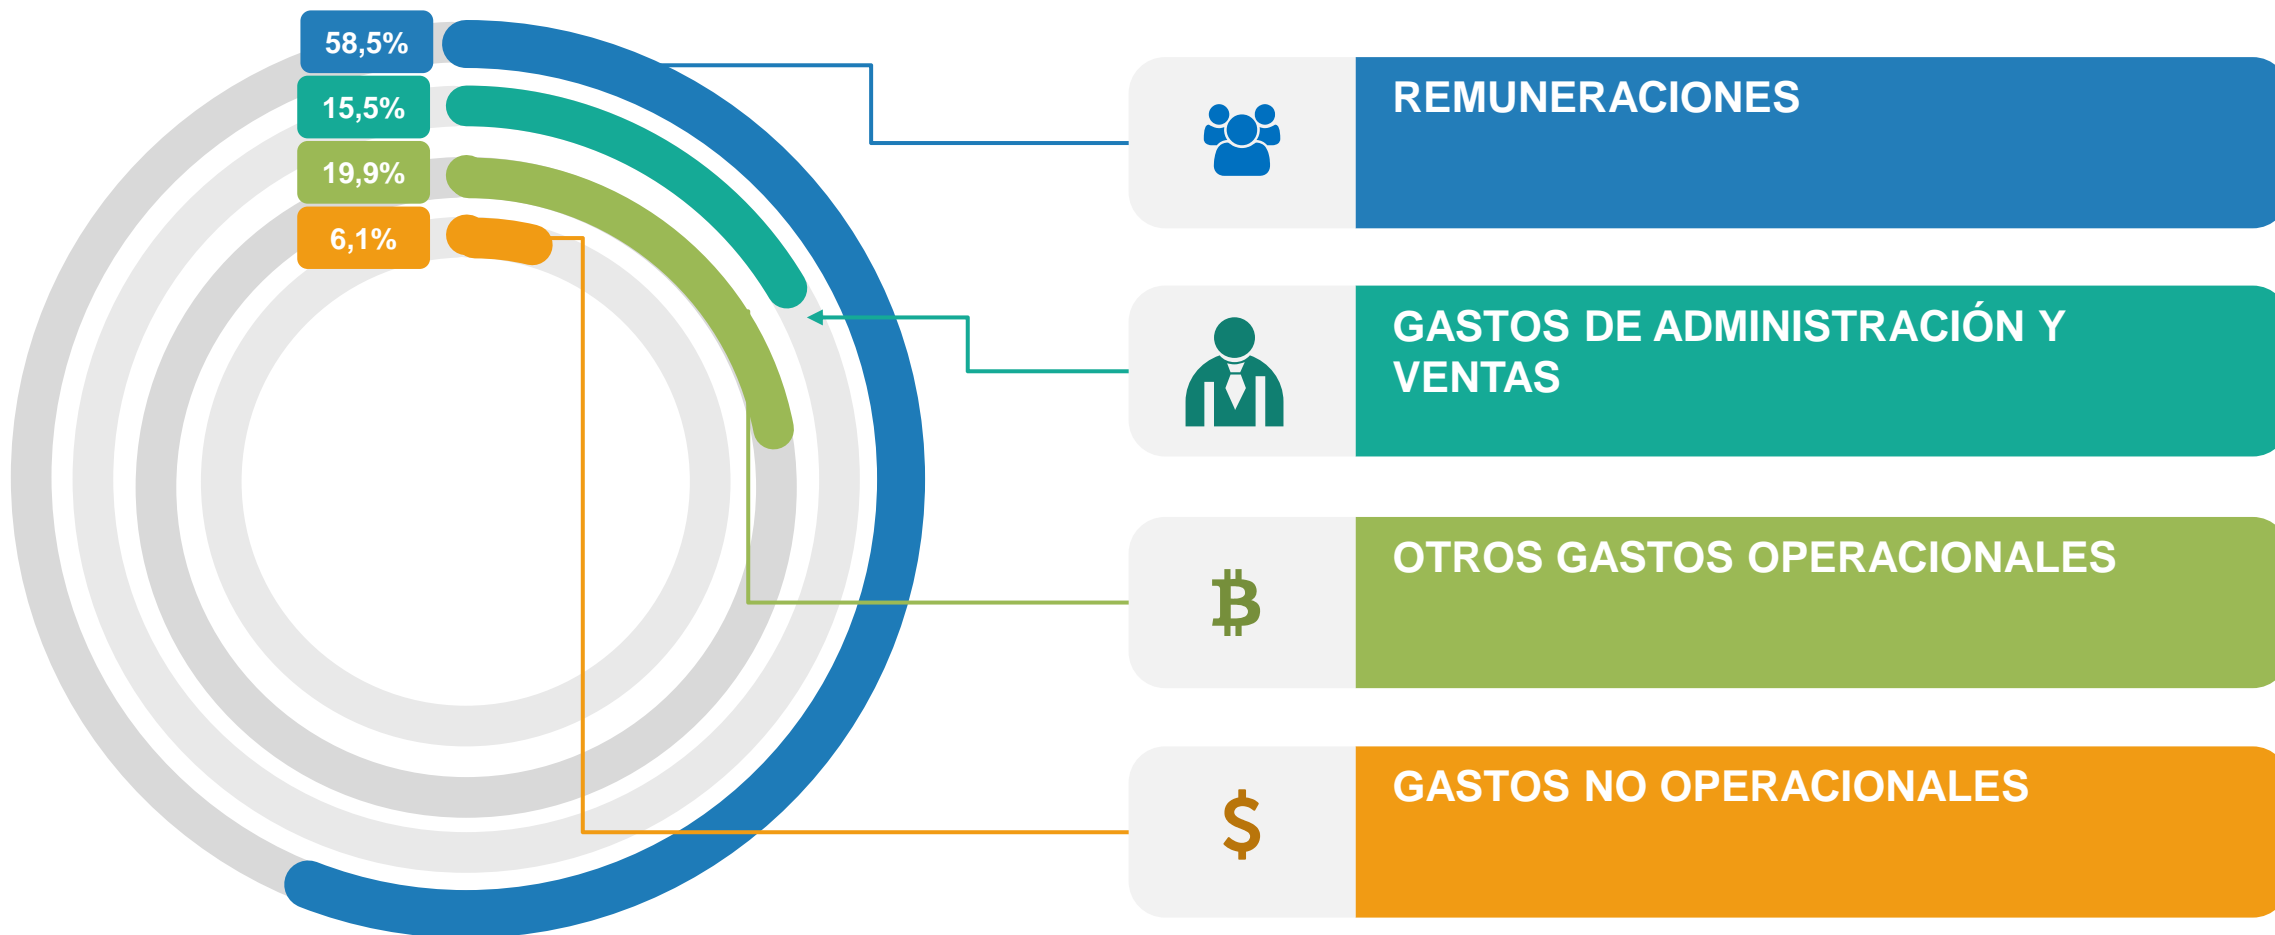 58,5%
15,5%
19,9%
6,1%
REMUNERACIONES
GASTOS DE ADMINISTRACIÓN Y
VENTAS
OTROS GASTOS OPERACIONALES
GASTOS NO OPERACIONALES